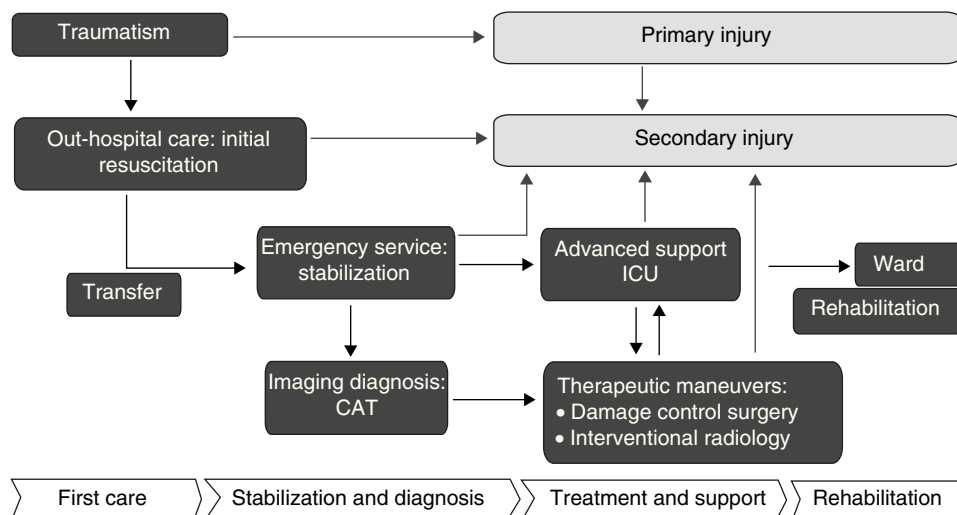 Traumatism
Primary injury
Out-hospital care: initial
resuscitation
Secondary injury
Emergency service:
stabilization
Advanced support
ICU
Ward
Transfer
Rehabilitation
Imaging diagnosis:
CAT
Therapeutic maneuvers:
• Damage control surgery
• Interventional radiology
First care
Stabilization and diagnosis
Treatment and support
Rehabilitation